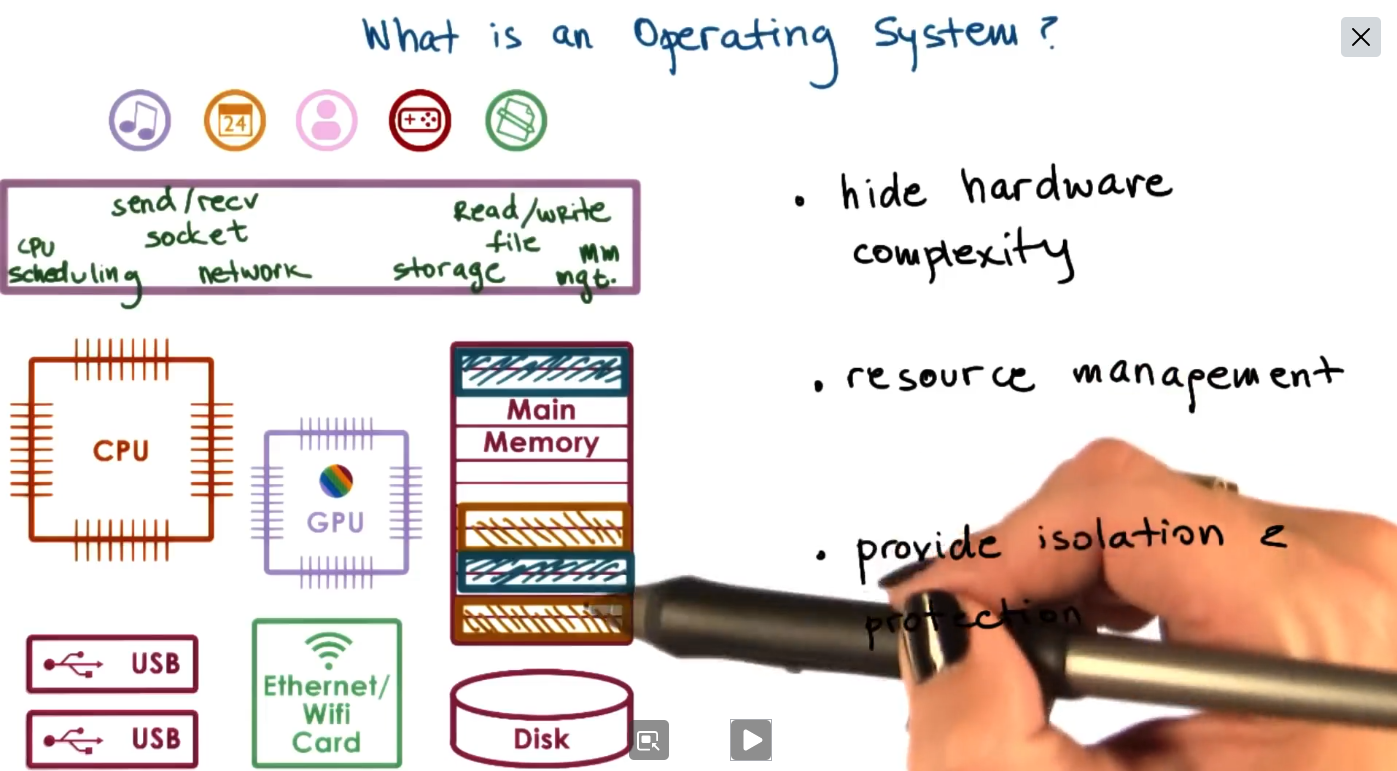 What is an Operating System?
24
send/recv
socket
Read/write
file
CPU
scheduling
network
storage
mm
mgt.
• hide hardware
complexity
• resource management
• provide isolation &
protection
CPU
GPU
Main
Memory
USB
USB
Ethernet/
Wifi
Card
Disk